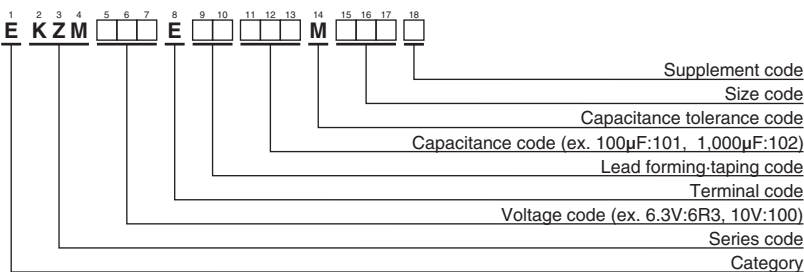 1 2 3 4 5 6 7 8 9 10 11 12 13 14 15 16 17 18
E K Z M E M
Supplement code
Size code
Capacitance tolerance code
Capacitance code (ex. 100µF:101, 1,000µF:102)
Lead forming·taping code
Terminal code
Voltage code (ex. 6.3V:6R3, 10V:100)
Series code
Category